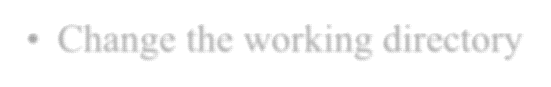 • Change the working directory